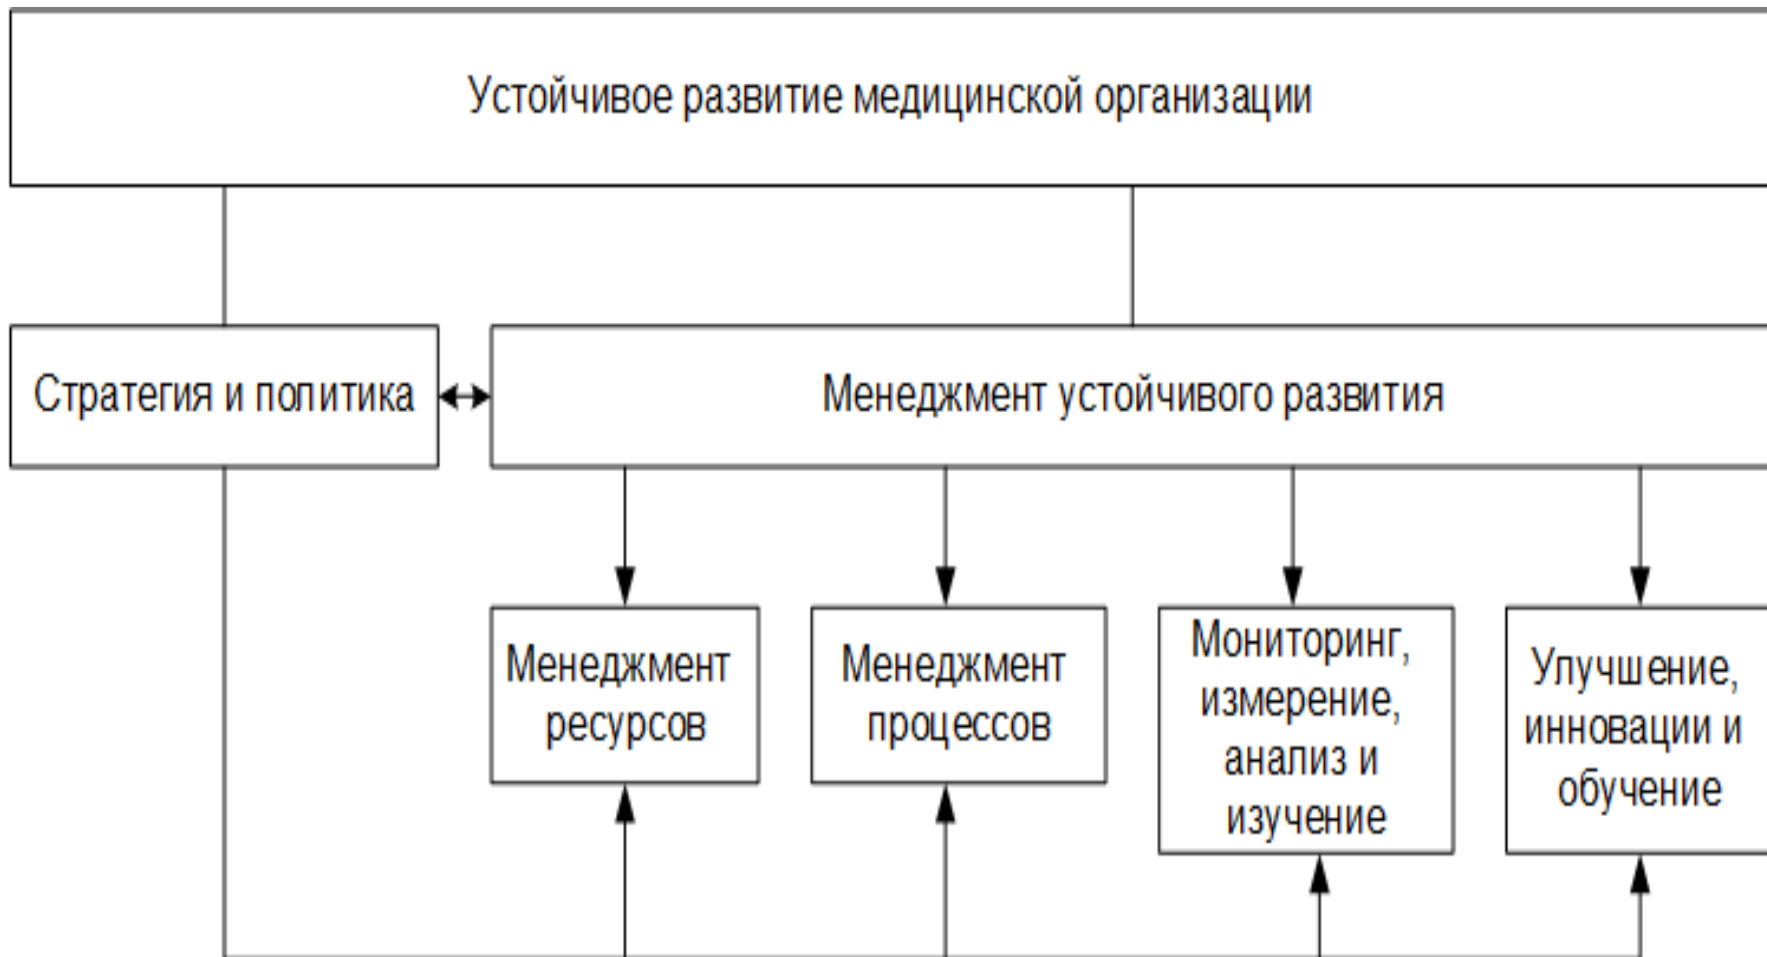 Устойчивое развитие медицинской организации
Стратегия и политика
Менеджмент устойчивого развития
Менеджмент
ресурсов
Менеджмент
процессов
Мониторинг,
измерение,
анализ и
изучение
Улучшение,
инновации и
обучение